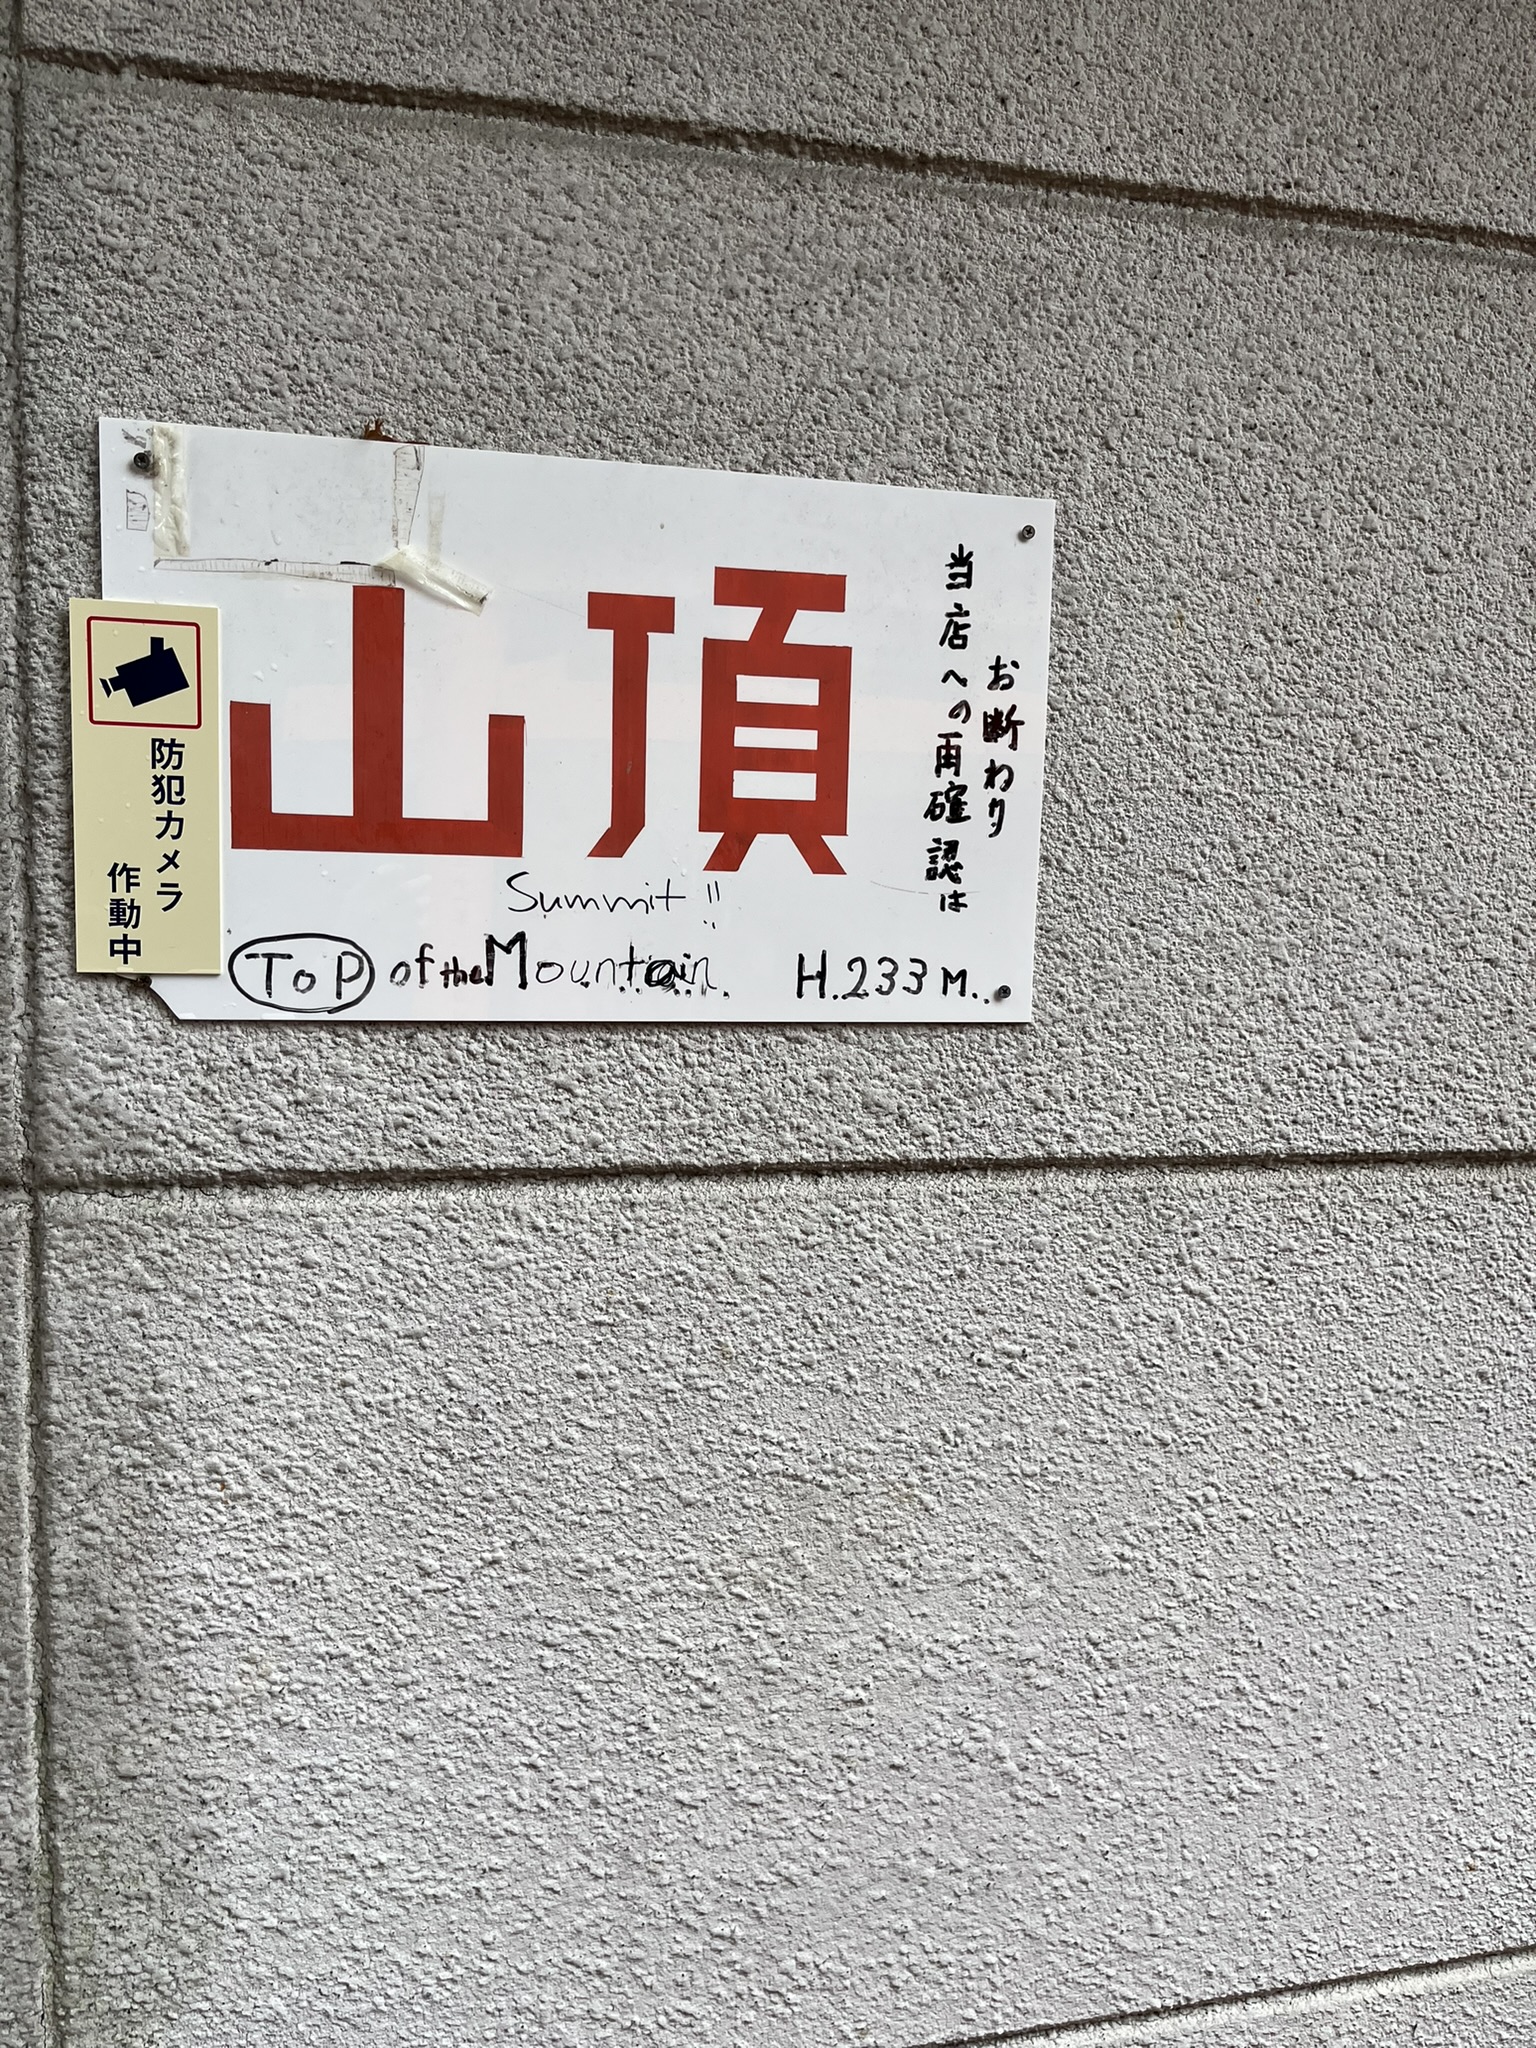 山頂
Summit!!
TOP of the Mountain
H.233M..
当店への再確認は
お断わり
防犯カメラ
作動中